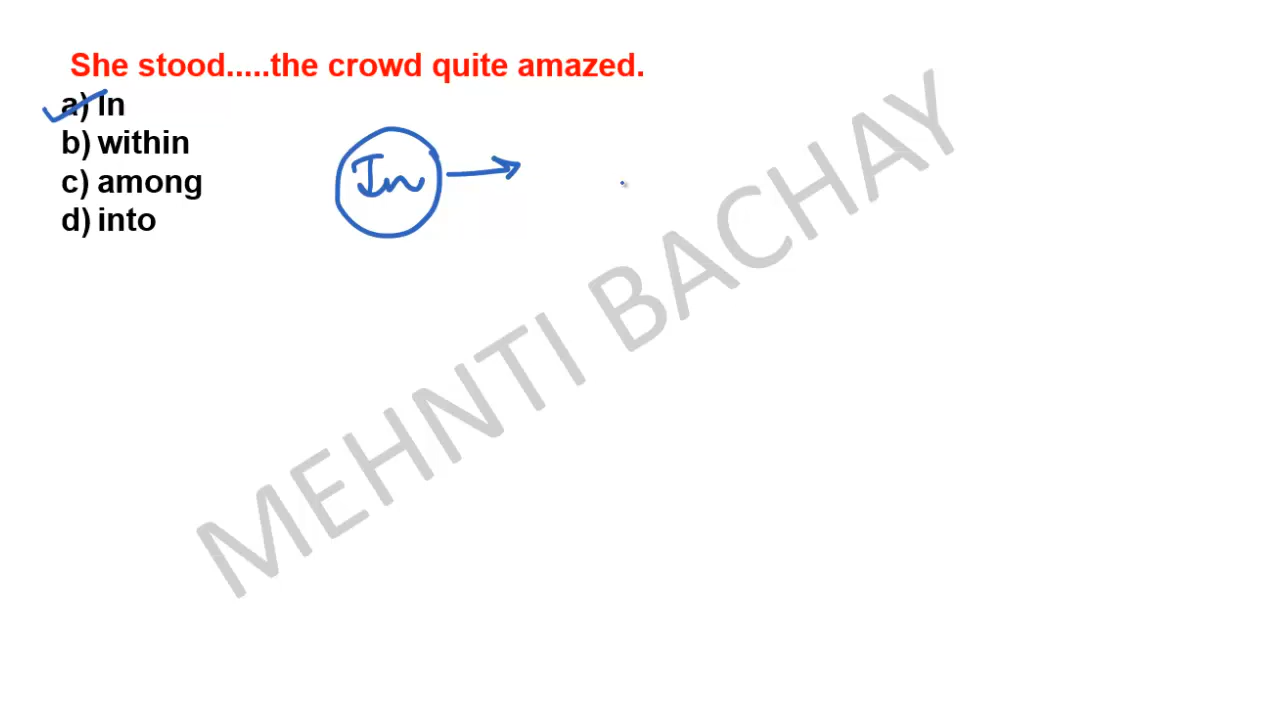 She stood.....the crowd quite amazed.
a) In
b) within
c) among
d) into
In
MEHNTI BACHAY